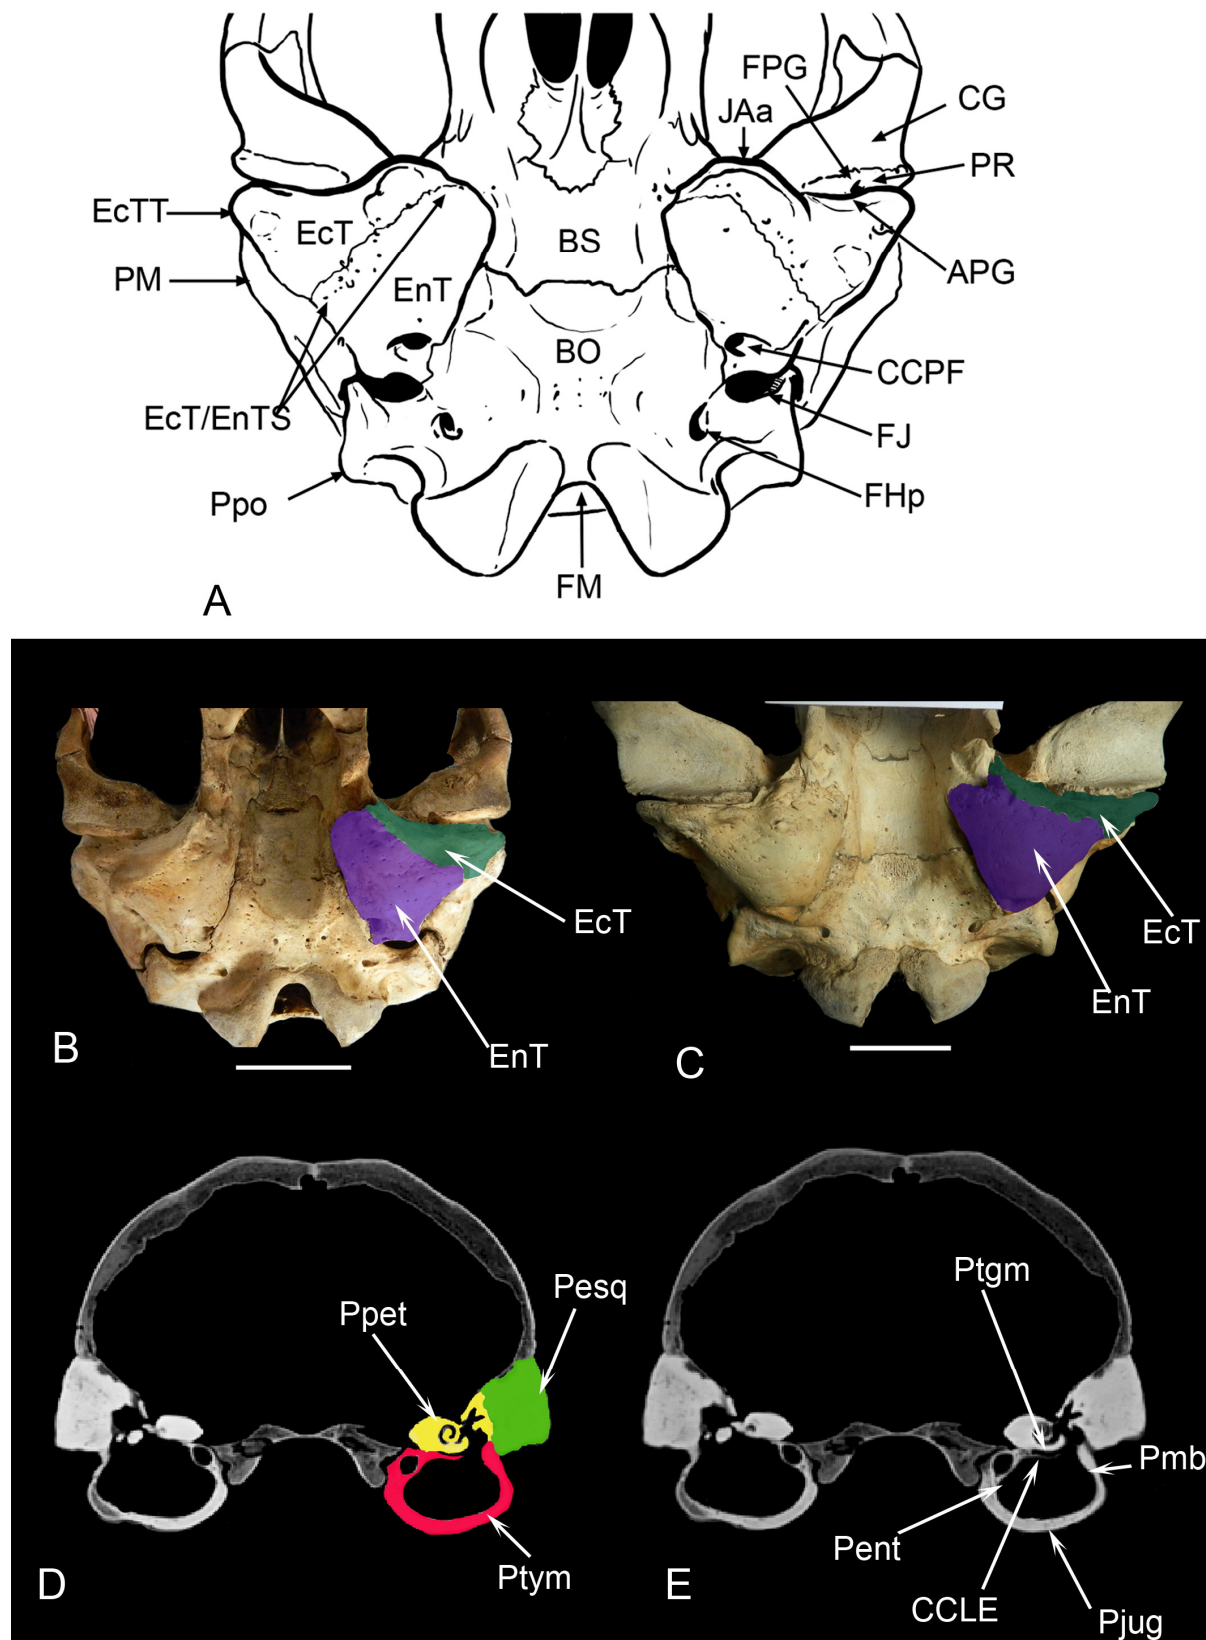 FPG
CG
JAa
PR
EcTT
EcT
BS
PM
EnT
APG
BO
CCPF
EcT/EnTS
FJ
Ppo
FHp
FM
A
EcT
EcT
EnT
B
EnT
C
Ptgm
Pesq
Ppet
Pmb
Pent
Ptym
D
CCLE
E
Pjug